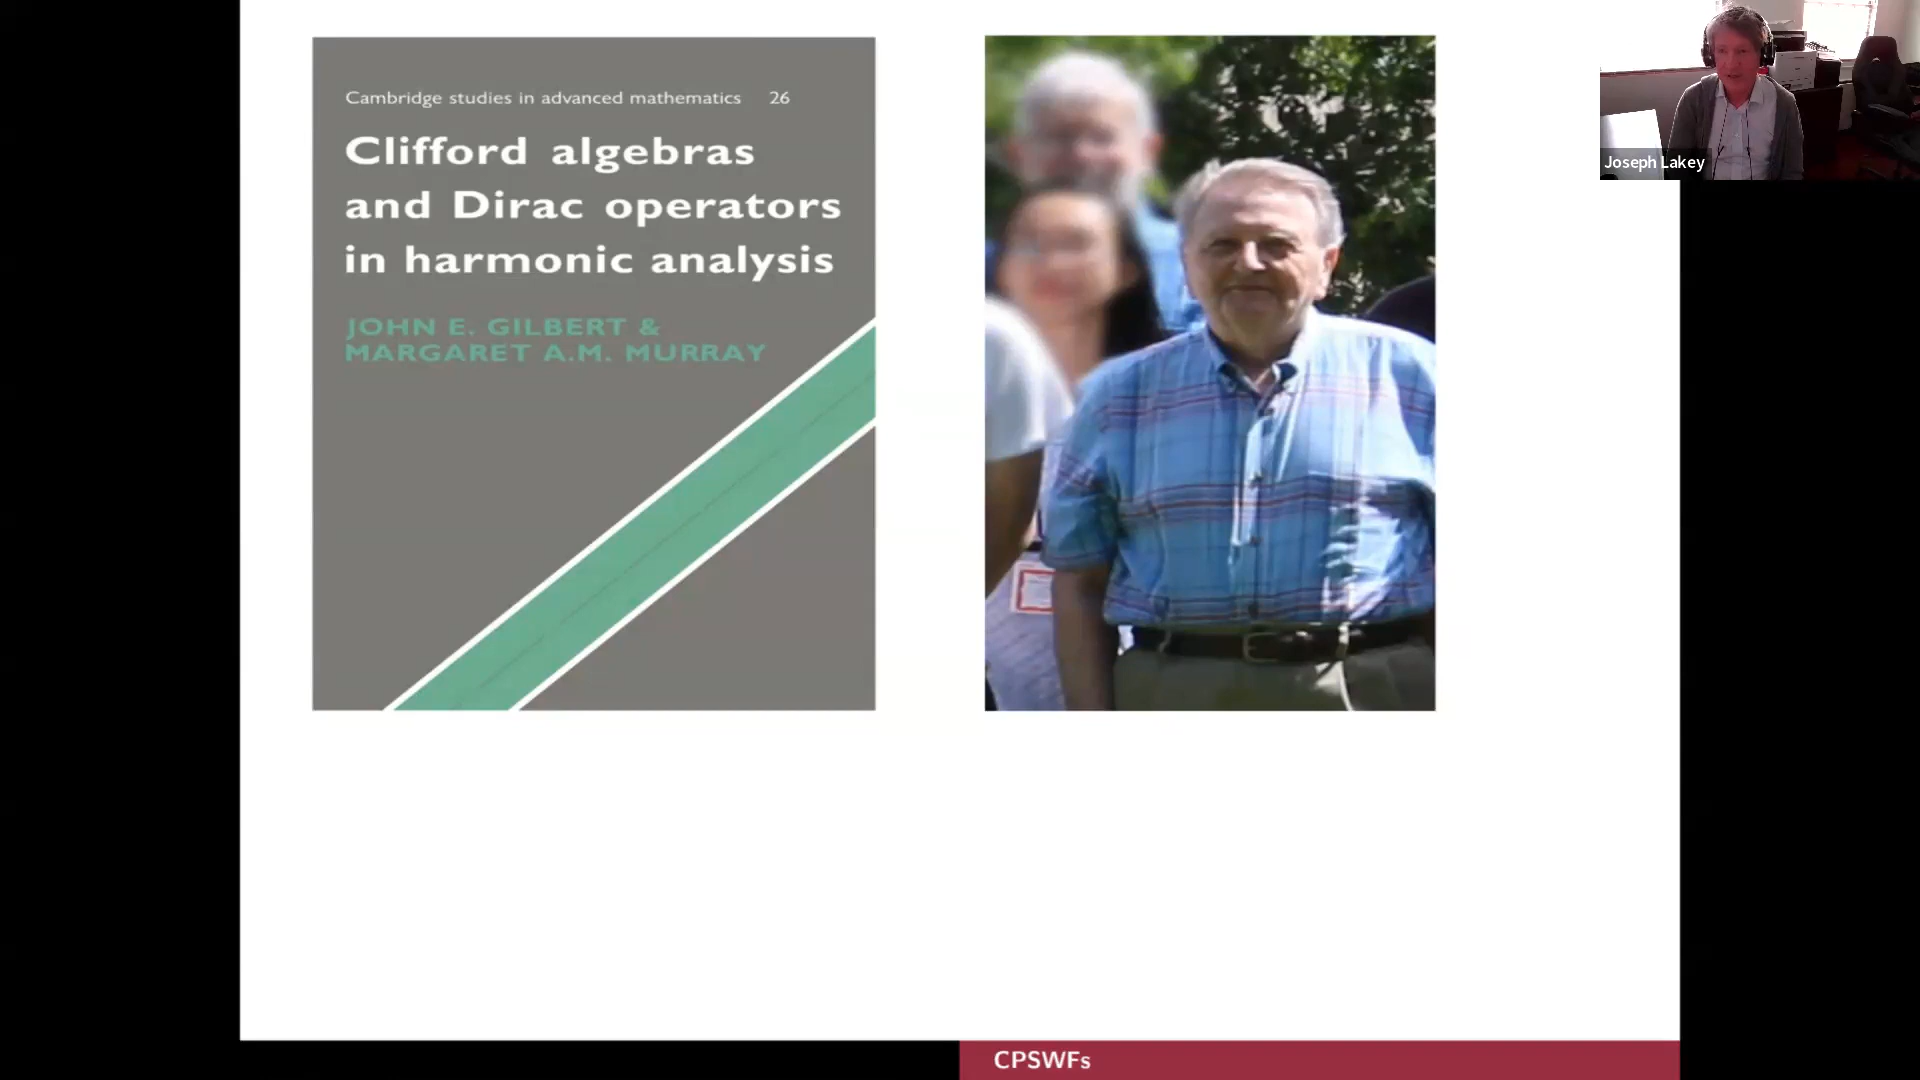 Cambridge studies in advanced mathematics 26
Clifford algebras
and Dirac operators
in harmonic analysis
JOHN E. GILBERT &
MARGARET A.M. MURRAY
Joseph Lakey
CPSWFs